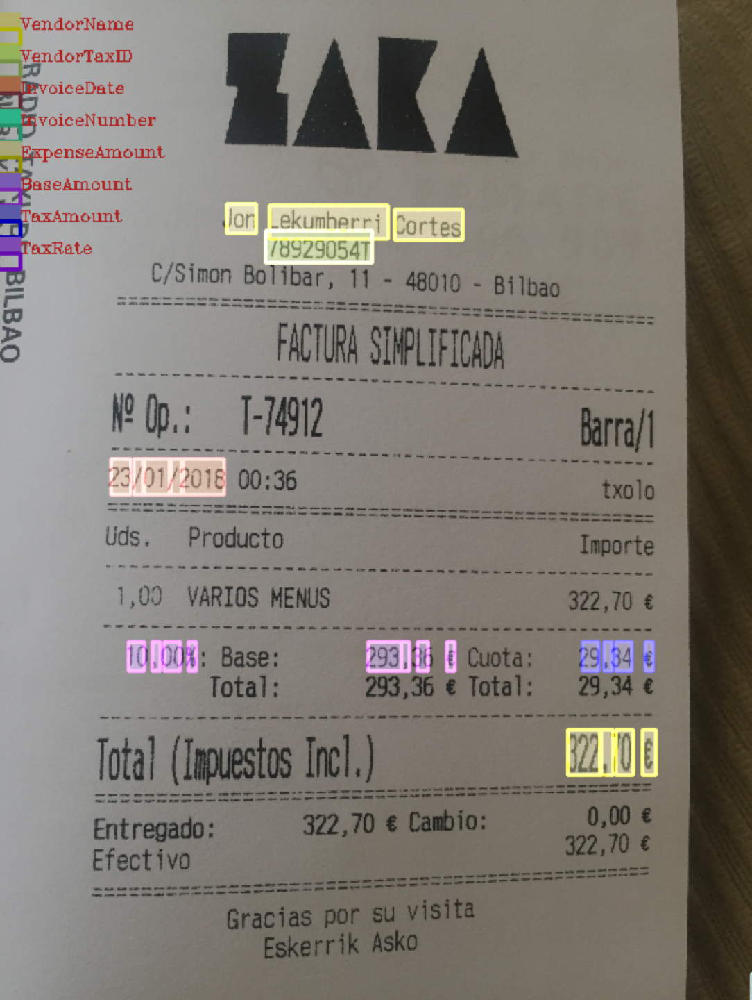 VendorName
VendorTaxID
InvoiceDate
InvoiceNumber
ExpenseAmount
BaseAmount
TaxAmount
TaxRate
RADIO TAXI
BILBAO
ZAKA
Jon Lekumberri Cortes
78929054T
C/Simon Bolibar, 11 - 48010 - Bilbao
FACTURA SIMPLIFICADA
Nº Op.: T-74912 Barra/1
23/01/2018 00:36 txolo
Uds. Producto Importe
1,00 VARIOS MENUS 322,70 €
10,00%: Base: 293,36 € Cuota: 29,34 €
Total: 293,36 € Total: 29,34 €
Total (Impuestos Incl.) 322,70 €
Entregado: 322,70 € Cambio: 0,00 €
Efectivo 322,70 €
Gracias por su visita
Eskerrik Asko